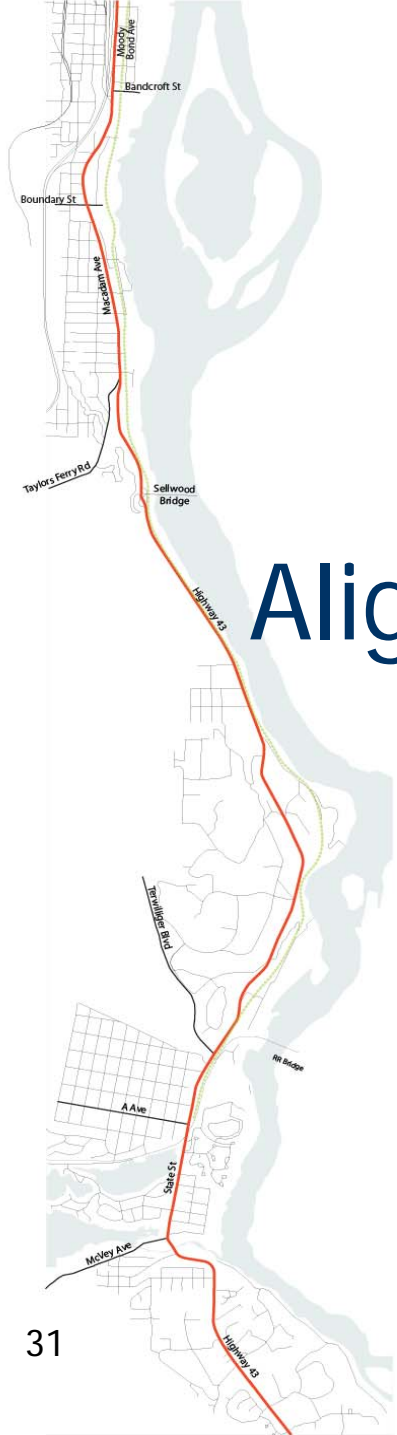 Moody
Bond Ave
Bandcroft St
Boundary St
Macadam Ave
Taylors Ferry Rd
Sellwood
Bridge
Highway 43
Alig
Terwilliger Blvd
RR Bridge
A Ave
State St
McVey Ave
31
Highway 43